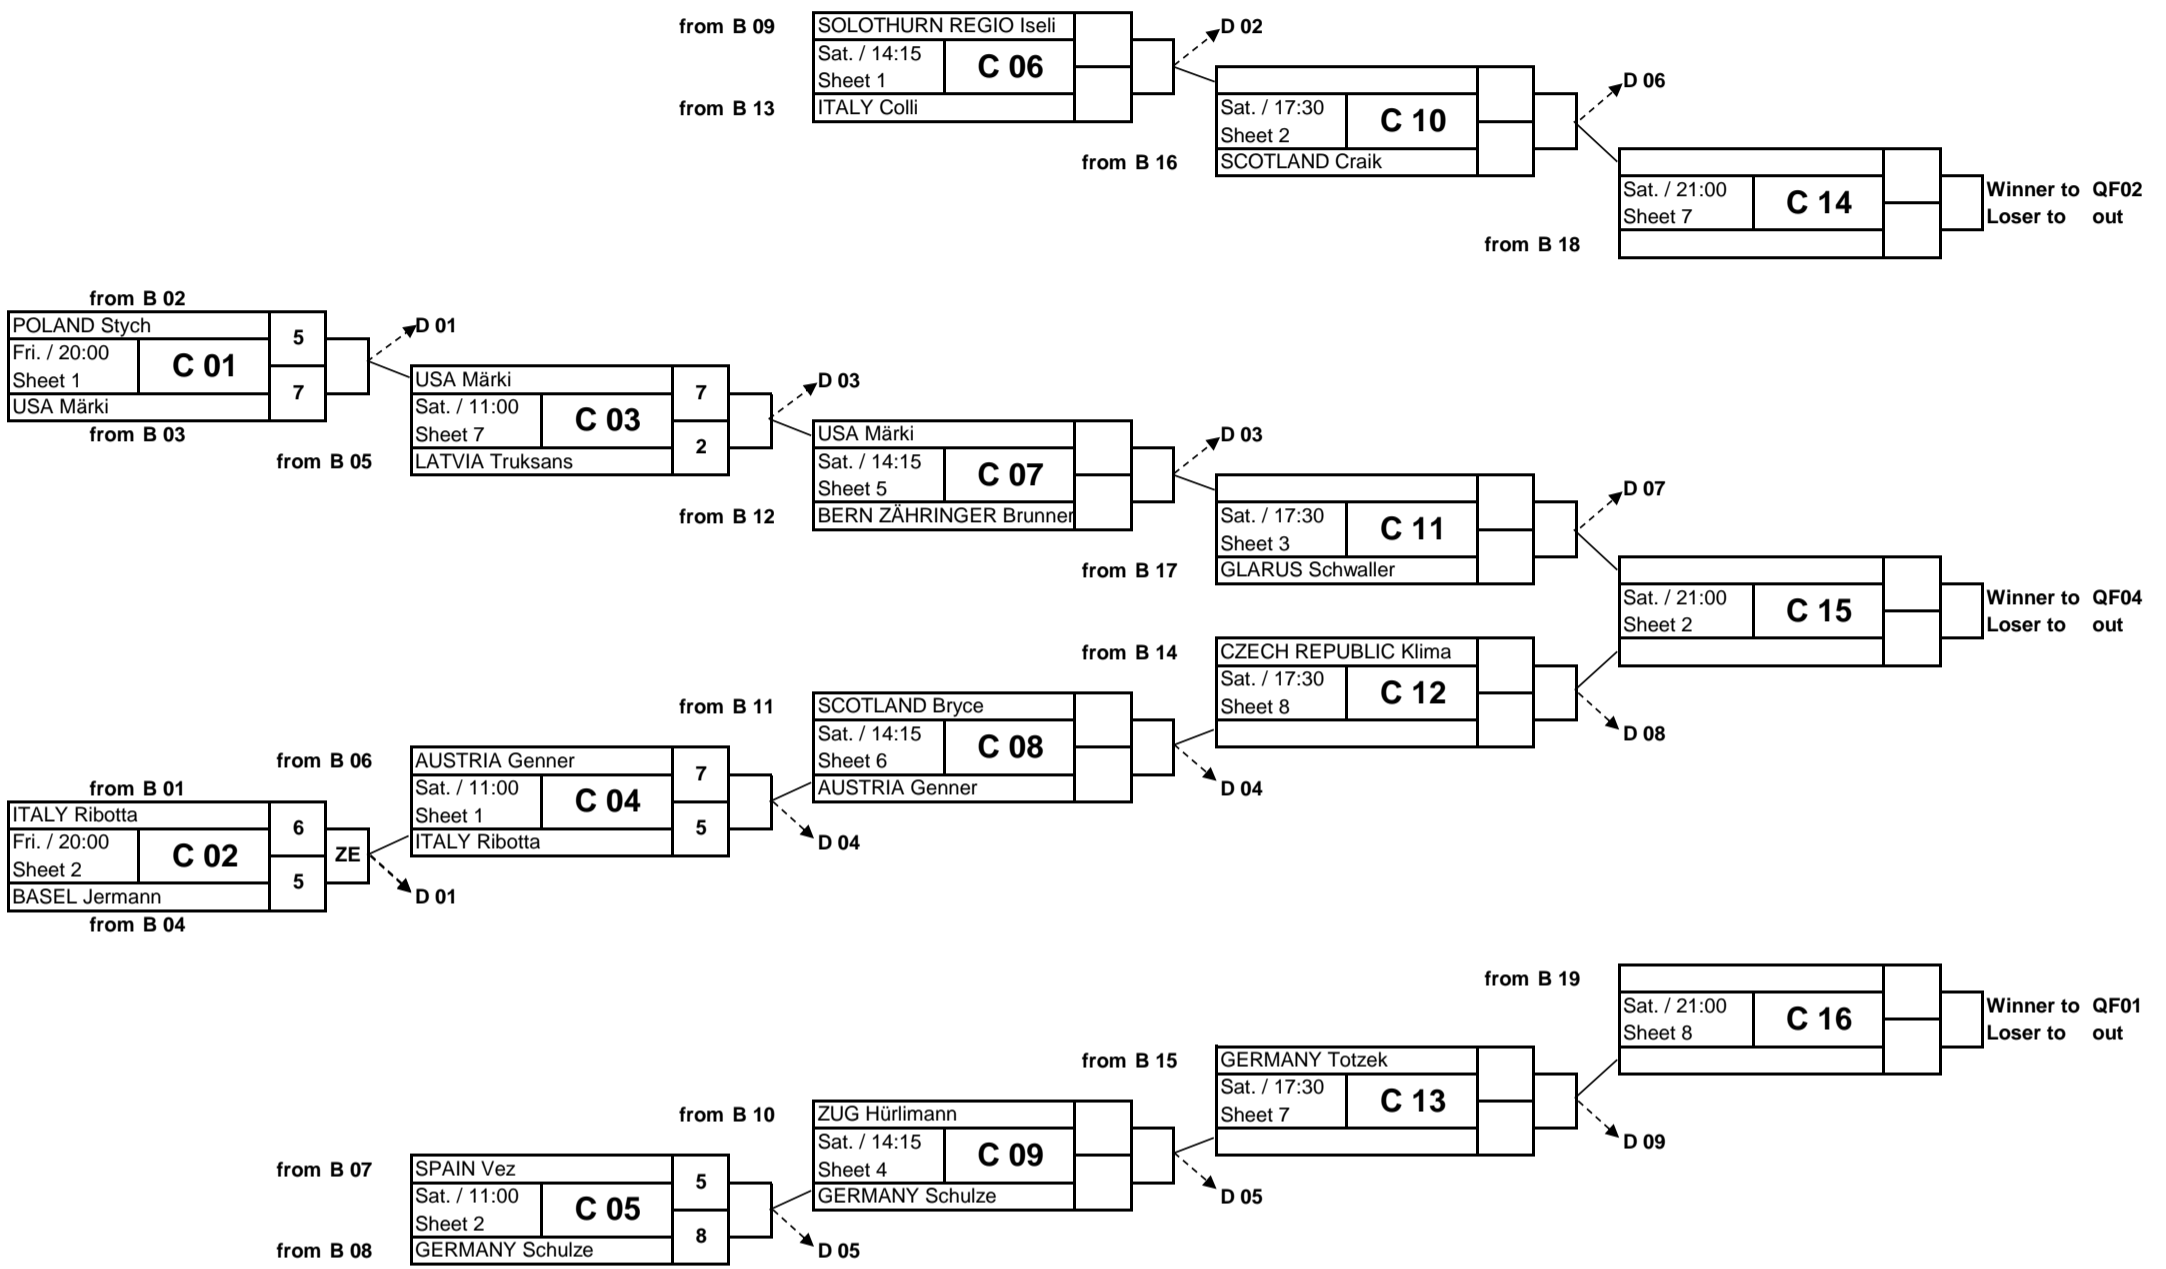 from B 09
SOLOTHURN REGIO Iseli
Sat. / 14:15
Sheet 1
C 06
from B 13
ITALY Colli
D 02
Sat. / 17:30
Sheet 2
C 10
from B 16
SCOTLAND Craik
D 06
Sat. / 21:00
Sheet 7
C 14
from B 18
Winner to QF02
Loser to out
from B 02
POLAND Stych
5
Fri. / 20:00
Sheet 1
C 01
7
USA Märki
from B 03
D 01
USA Märki
7
Sat. / 11:00
Sheet 7
C 03
2
from B 05
LATVIA Truksans
D 03
USA Märki
Sat. / 14:15
Sheet 5
C 07
from B 12
BERN ZÄHRINGER Brunner
D 03
Sat. / 17:30
Sheet 3
C 11
from B 17
GLARUS Schwaller
D 07
Sat. / 21:00
Sheet 2
C 15
Winner to QF04
Loser to out
from B 14
CZECH REPUBLIC Klima
Sat. / 17:30
Sheet 8
C 12
D 08
from B 11
SCOTLAND Bryce
Sat. / 14:15
Sheet 6
C 08
AUSTRIA Genner
D 04
from B 06
AUSTRIA Genner
7
Sat. / 11:00
Sheet 1
C 04
5
ITALY Ribotta
D 04
from B 01
ITALY Ribotta
6
Fri. / 20:00
Sheet 2
C 02
ZE
5
BASEL Jermann
from B 04
D 01
from B 19
Sat. / 21:00
Sheet 8
C 16
Winner to QF01
Loser to out
from B 15
GERMANY Totzek
Sat. / 17:30
Sheet 7
C 13
D 09
from B 10
ZUG Hürlimann
Sat. / 14:15
Sheet 4
C 09
GERMANY Schulze
D 05
from B 07
SPAIN Vez
5
Sat. / 11:00
Sheet 2
C 05
8
from B 08
GERMANY Schulze
D 05